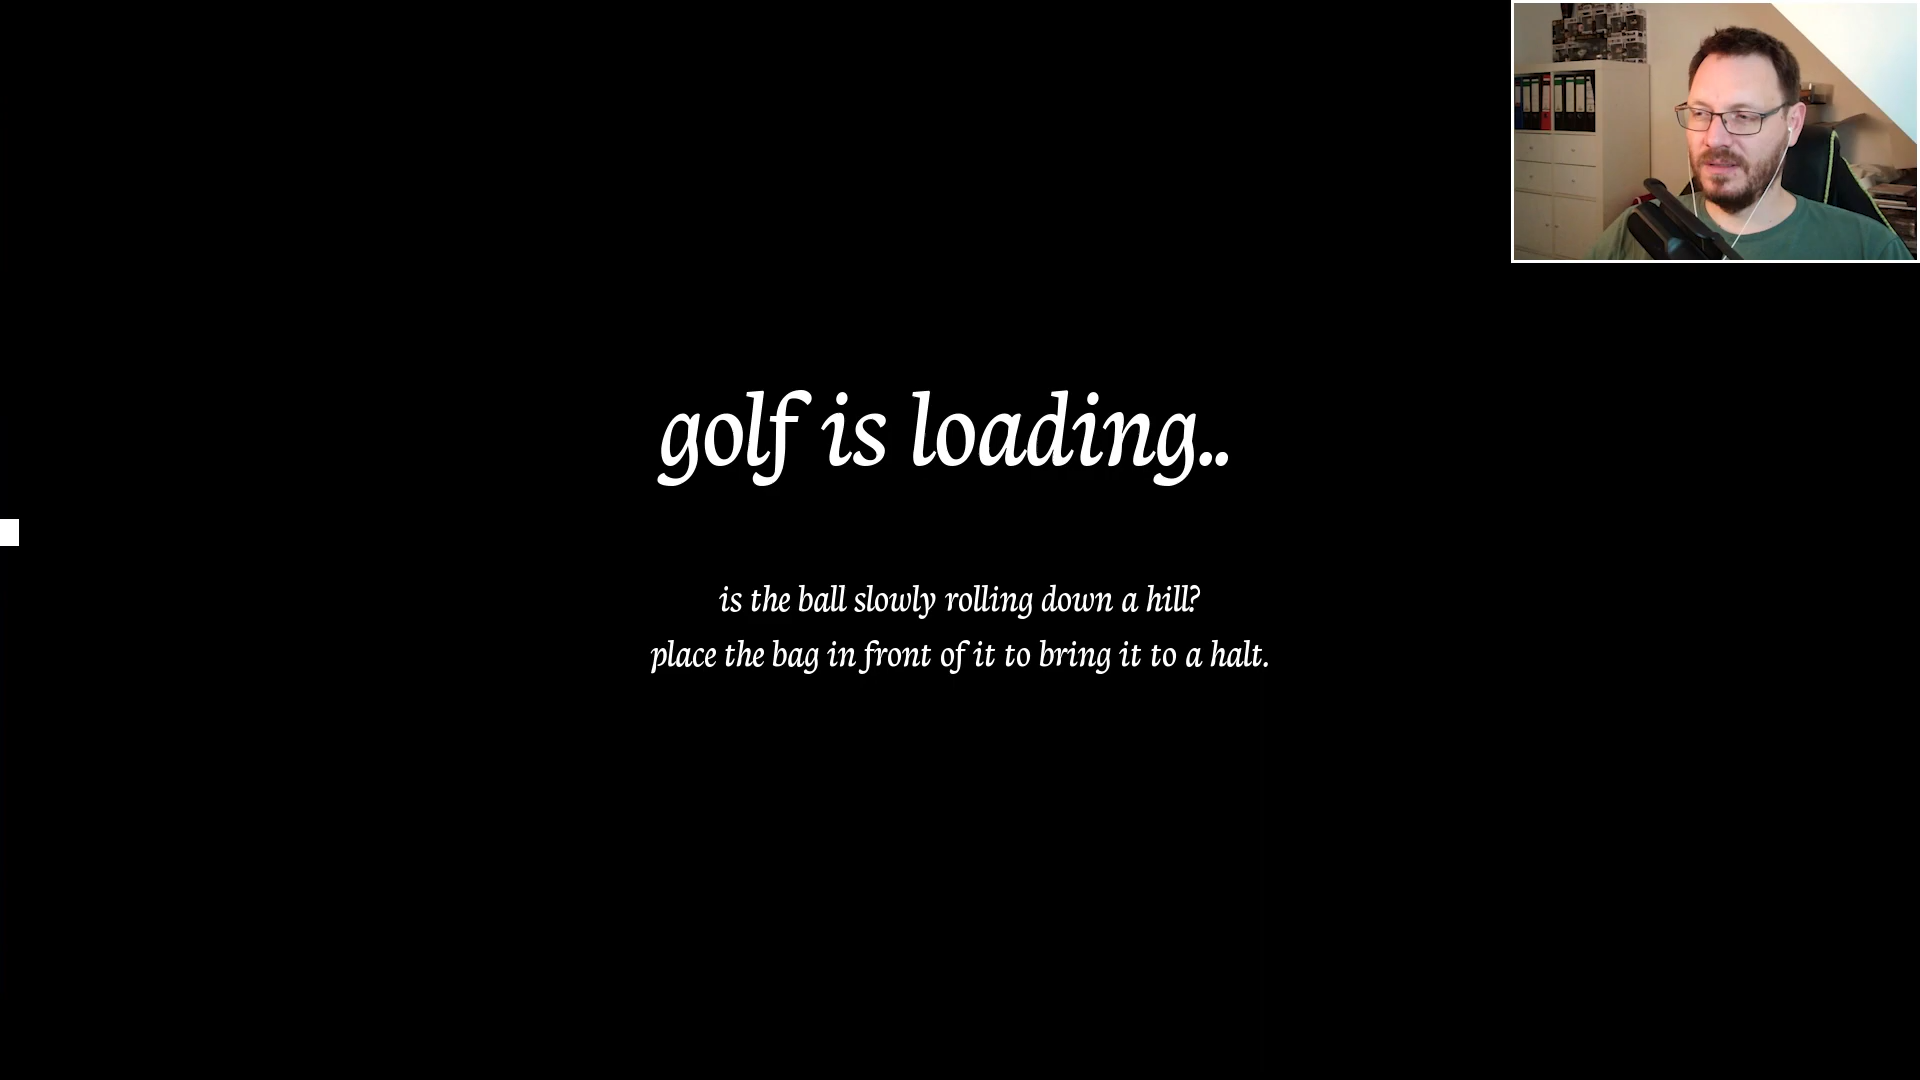 golf is loading..
is the ball slowly rolling down a hill?
place the bag in front of it to bring it to a halt.